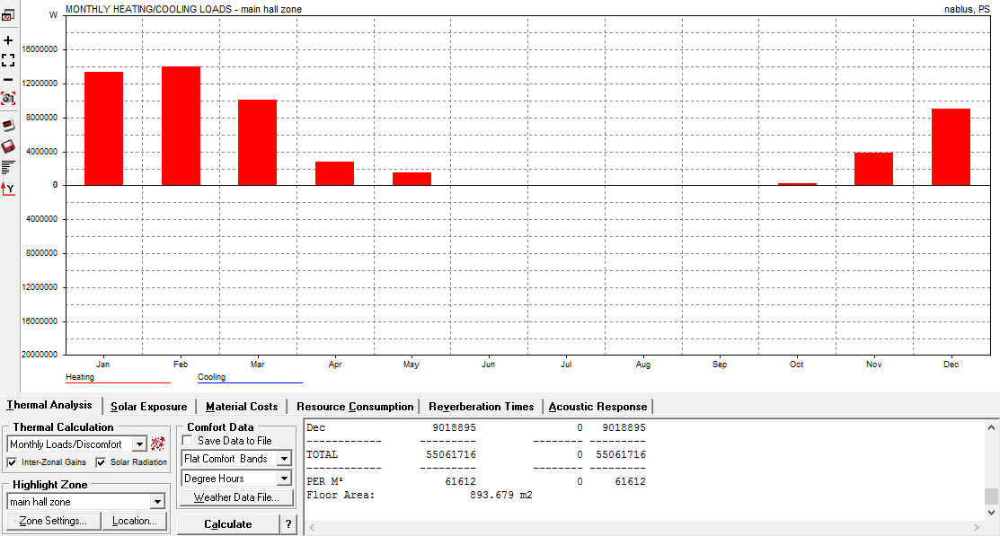 MONTHLY HEATING/COOLING LOADS - main hall zone
nablus, PS
W
16000000
12000000
8000000
4000000
0
4000000
8000000
12000000
16000000
20000000
Jan Feb Mar Apr May Jun Jul Aug Sep Oct Nov Dec
Heating Cooling
Y
Thermal Analysis Solar Exposure Material Costs Resource Consumption Reverberation Times Acoustic Response
Thermal Calculation
Monthly Loads/Discomfort
Inter-Zonal Gains Solar Radiation
Highlight Zone
main hall zone
Zone Settings... Location...
Comfort Data
Save Data to File
Flat Comfort Bands
Degree Hours
Weather Data File...
Calculate ?
Dec 9018895 0 9018895
------------- --------- -------- ---------
TOTAL 55061716 0 55061716
------------- --------- -------- ---------
PER M² 61612 0 61612
Floor Area: 893.679 m2